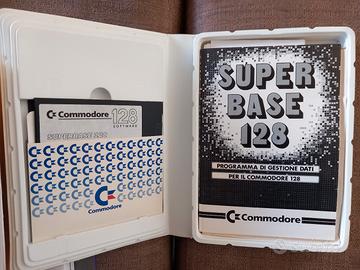 Commodore 128
SOFTWARE
SUPERBASE 128
Commodore
SUPER
BASE
128
PROGRAMMA DI GESTIONE DATI
PER IL COMMODORE 128
Commodore